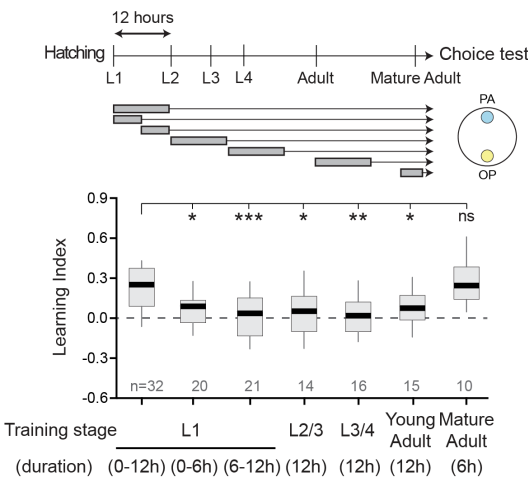 12 hours
Hatching
Choice test
L1 L2 L3 L4 Adult Mature Adult
PA
OP
0.9
0.6
0.3
0.0
-0.3
-0.6
Learning Index
* *** * ** * ns
n=32 20 21 14 16 15 10
Training stage L1 L2/3 L3/4 Young Adult Mature Adult
(duration) (0-12h) (0-6h) (6-12h) (12h) (12h) (12h) (6h)